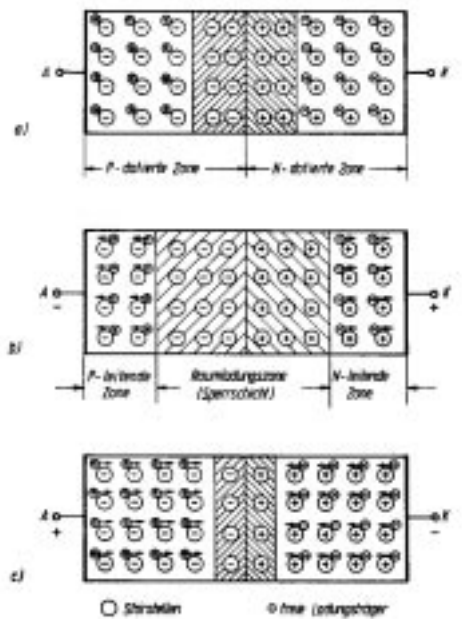 A K
a)
P-dotierte Zone N-dotierte Zone
A K
- +
b)
P-leitende Zone
Raumladungszone (Sperrschicht)
N-leitende Zone
A K
+ -
c)
Störstellen freie Ladungsträger